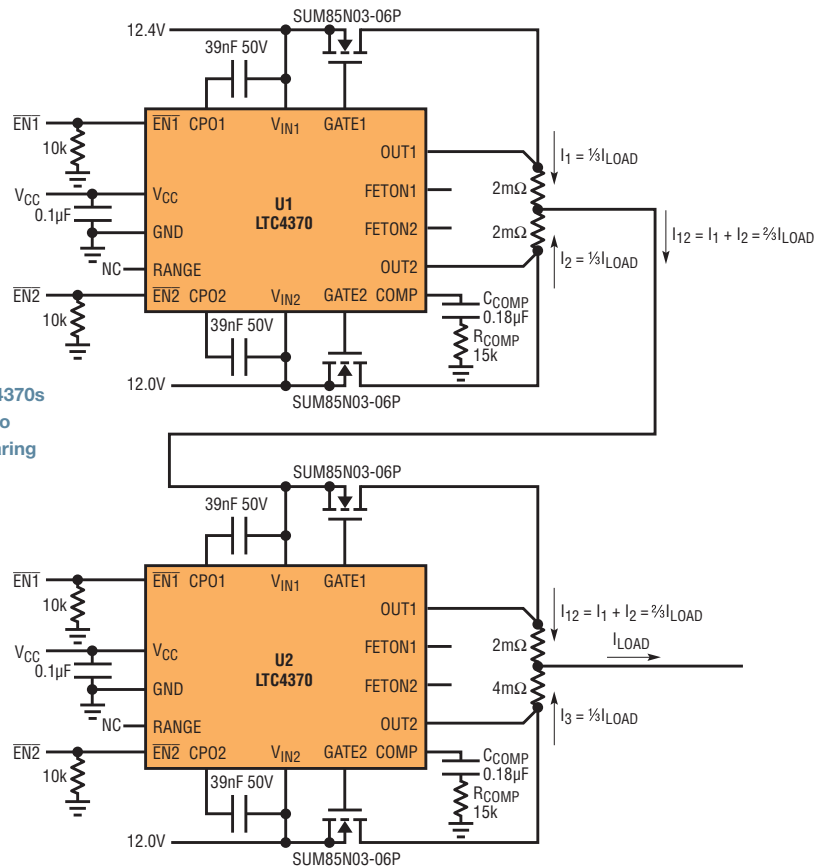 SUM85N03-06P
12.4V
39nF 50V
EN1
EN1 CPO1
VIN1
GATE1
10k
OUT1
I1 = ⅓ILOAD
VCC
VCC
0.1µF
U1
LTC4370
FETON1
2mΩ
GND
FETON2
2mΩ
I12 = I1 + I2 = ⅔ILOAD
NC
RANGE
OUT2
I2 = ⅓ILOAD
EN2
EN2 CPO2
VIN2
GATE2 COMP
10k
39nF 50V
CCOMP
0.18µF
RCOMP
15k
12.0V
SUM85N03-06P
4370s
o
ring
SUM85N03-06P
39nF 50V
EN1
EN1 CPO1
VIN1
GATE1
10k
OUT1
I12 = I1 + I2 = ⅔ILOAD
VCC
VCC
0.1µF
U2
LTC4370
FETON1
2mΩ
ILOAD
GND
FETON2
4mΩ
NC
RANGE
OUT2
I3 = ⅓ILOAD
EN2
EN2 CPO2
VIN2
GATE2 COMP
10k
39nF 50V
CCOMP
0.18µF
RCOMP
15k
12.0V
SUM85N03-06P